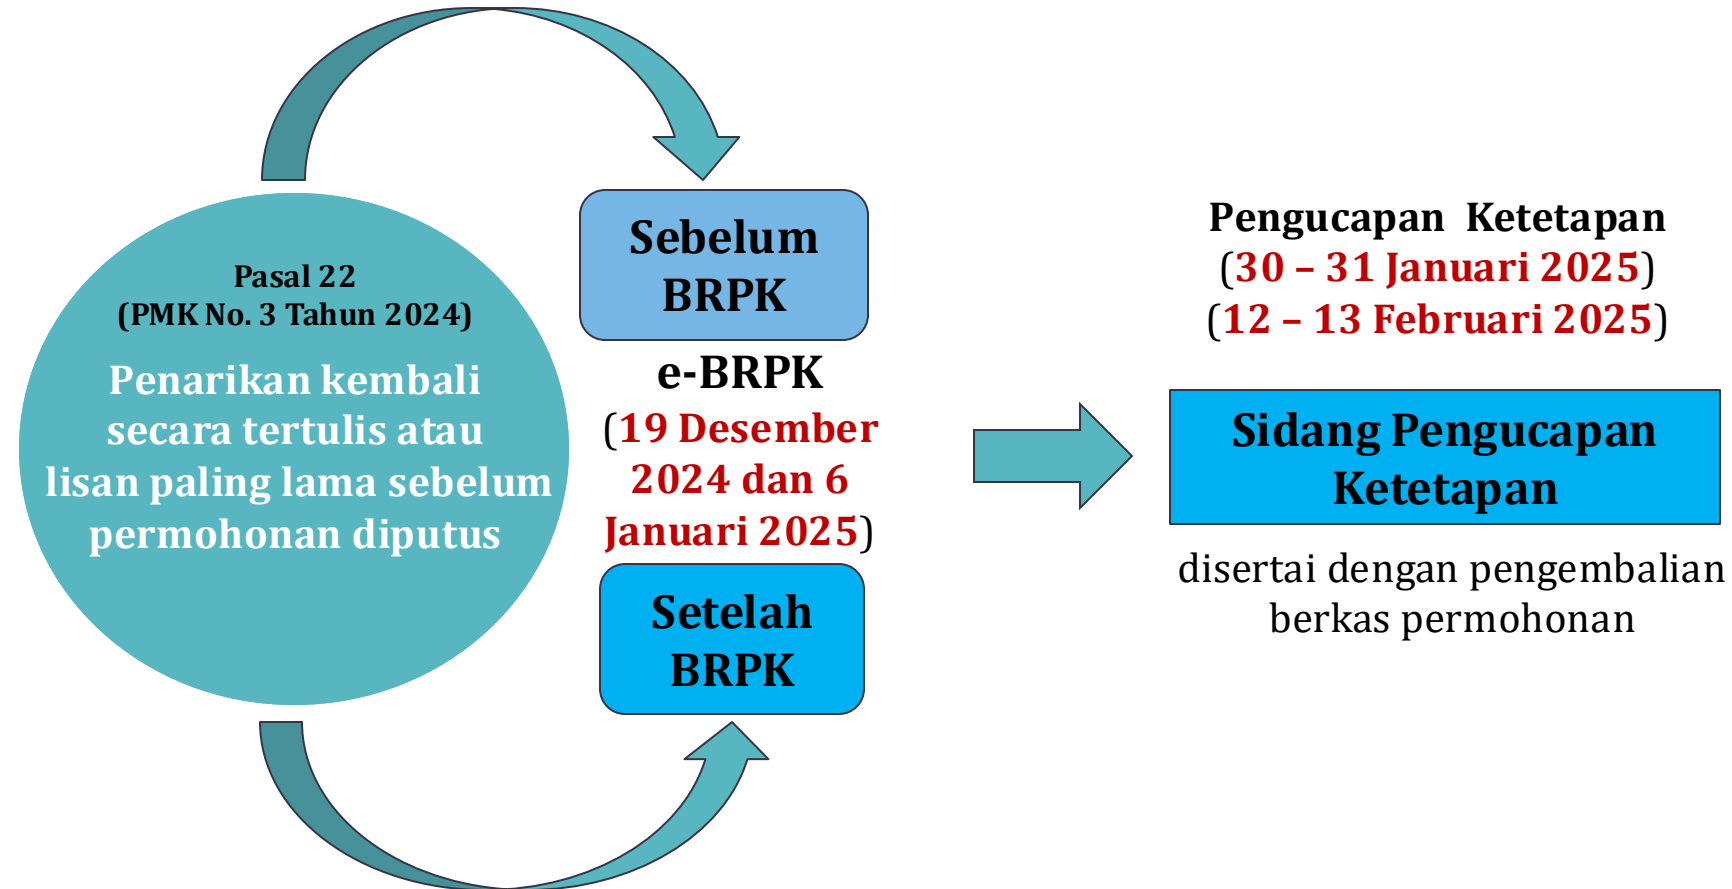 Pasal 22
(PMK No. 3 Tahun 2024)
Penarikan kembali
secara tertulis atau
lisan paling lama sebelum
permohonan diputus
Sebelum
BRPK
e-BRPK
(19 Desember
2024 dan 6
Januari 2025)
Setelah
BRPK
Pengucapan Ketetapan
(30 – 31 Januari 2025)
(12 – 13 Februari 2025)
Sidang Pengucapan
Ketetapan
disertai dengan pengembalian
berkas permohonan